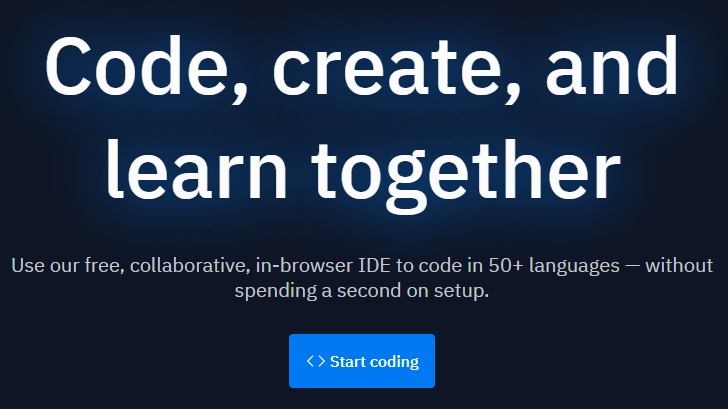 Code, create, and
learn together
Use our free, collaborative, in-browser IDE to code in 50+ languages — without
spending a second on setup.
<> Start coding